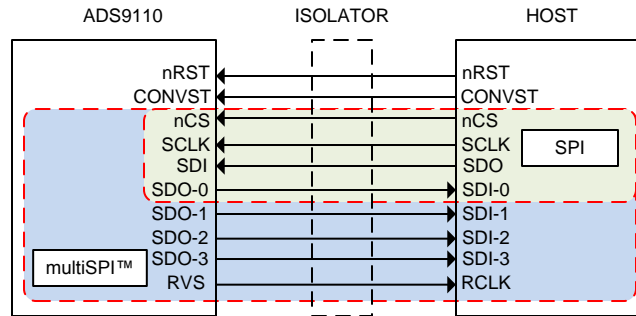 ADS9110 ISOLATOR HOST
nRST nRST
CONVST CONVST
nCS nCS
SCLK SCLK SPI
SDI SDO
SDO-0 SDI-0
SDO-1 SDI-1
SDO-2 SDI-2
SDO-3 SDI-3
multiSPI™
RVS RCLK